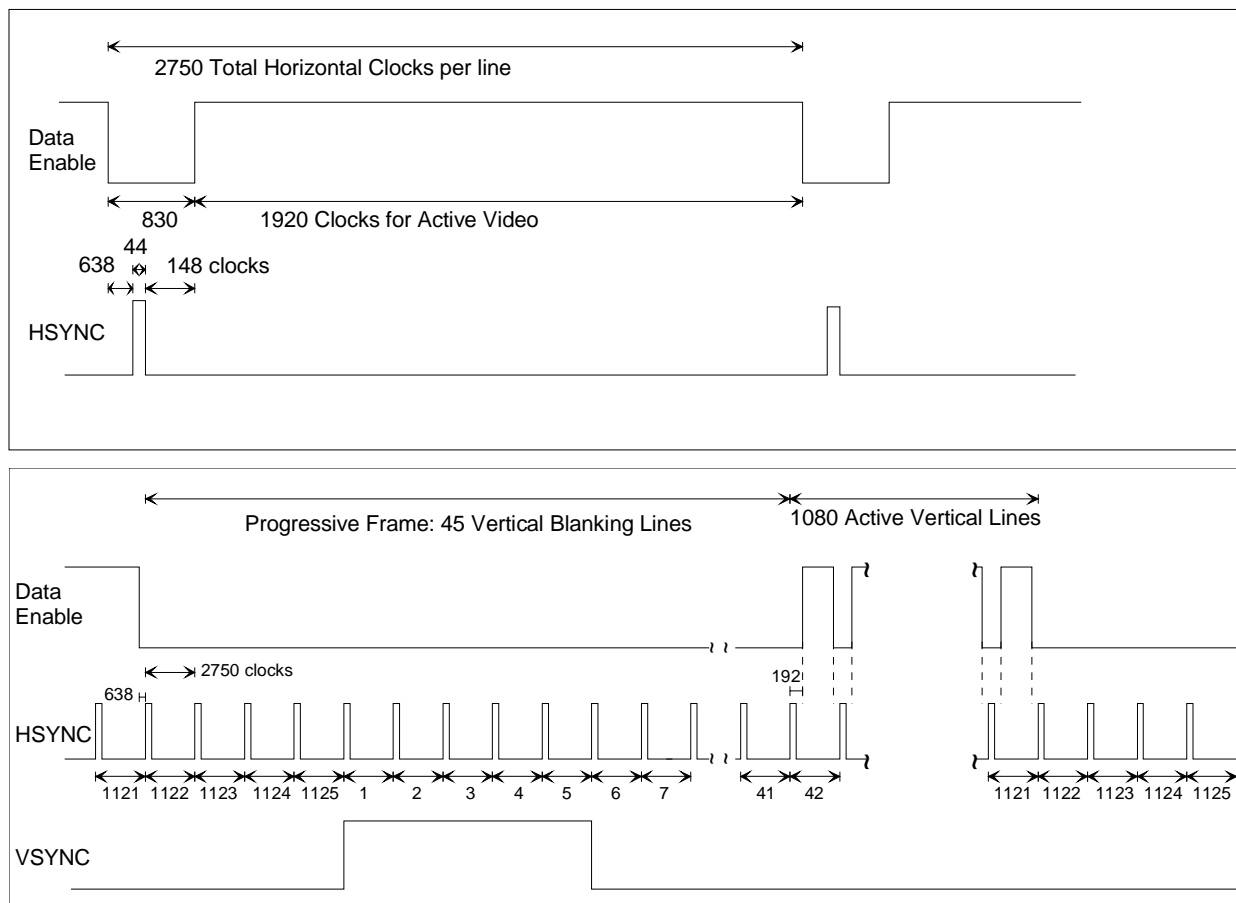 2750 Total Horizontal Clocks per line
Data
Enable
830
1920 Clocks for Active Video
44
638
148 clocks
HSYNC
Progressive Frame: 45 Vertical Blanking Lines
1080 Active Vertical Lines
Data
Enable
2750 clocks
638
192
HSYNC
1121 1122 1123 1124 1125 1 2 3 4 5 6 7 41 42 1121 1122 1123 1124 1125
VSYNC